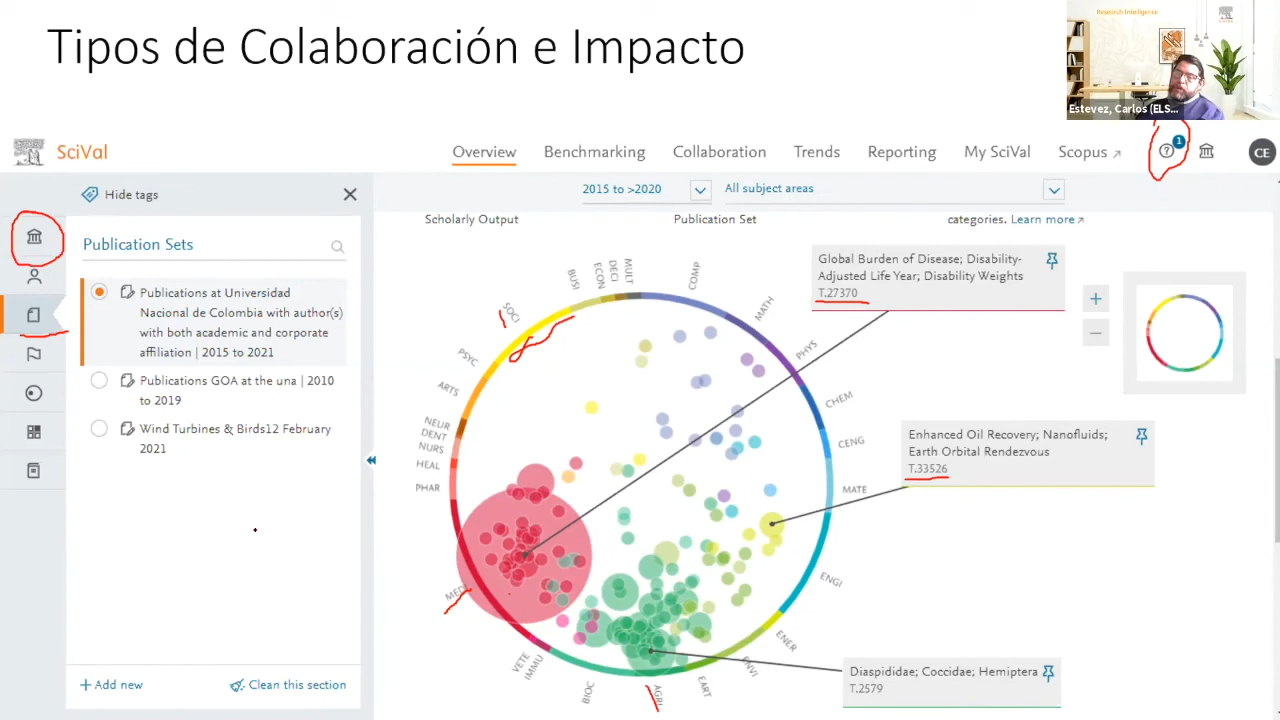 Tipos de Colaboración e Impacto
Research Intelligence
Estevez, Carlos (ELS...
SciVal
Overview
Benchmarking
Collaboration
Trends
Reporting
My SciVal
Scopus
1
CE
Hide tags
2015 to >2020
All subject areas
Publication Sets
Scholarly Output
Publication Set
categories. Learn more
Publications at Universidad
Nacional de Colombia with author(s)
with both academic and corporate
affiliation | 2015 to 2021
Publications GOA at the una | 2010
to 2019
Wind Turbines & Birds12 February
2021
+ Add new
Clean this section
COMP
MATH
PHYS
CHEM
CENG
MATE
ENGI
ENER
ENVI
EART
AGRI
BIOC
IMMU
VETE
MEDI
PHAR
HEAL
NURS
DENT
NEUR
ARTS
PSYC
SOCI
BUSI
ECON
DECI
MULT
Global Burden of Disease; Disability-
Adjusted Life Year; Disability Weights
T.27370
Enhanced Oil Recovery; Nanofluids;
Earth Orbital Rendezvous
T.33526
Diaspididae; Coccidae; Hemiptera
T.2579